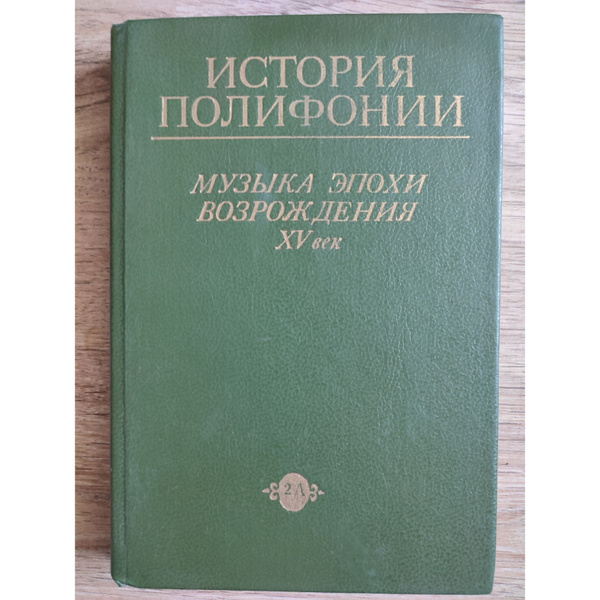 ИСТОРИЯ
ПОЛИФОНИИ
МУЗЫКА ЭПОХИ
ВОЗРОЖДЕНИЯ
XV век
2А